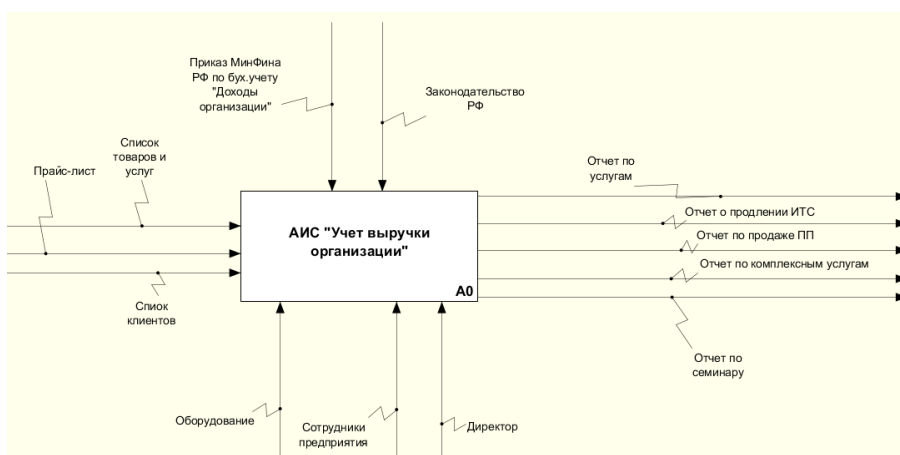 Приказ МинФина
РФ по бух.учету
"Доходы
организации"
Законодательство
РФ
Список
товаров и
услуг
Прайс-лист
Отчет по
услугам
Отчет о продлении ИТС
АИС "Учет выручки
организации"
Отчет по продаже ПП
Отчет по комплексным услугам
A0
Спиок
клиентов
Отчет по
семинару
Оборудование
Сотрудники
предприятия
Директор